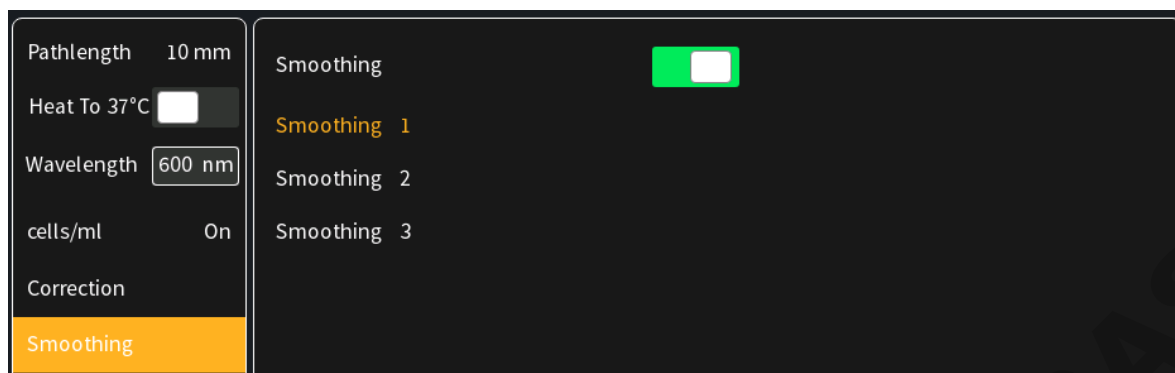 Pathlength 10 mm
Heat To 37°C
Wavelength 600 nm
cells/ml On
Correction
Smoothing
Smoothing
Smoothing 1
Smoothing 2
Smoothing 3